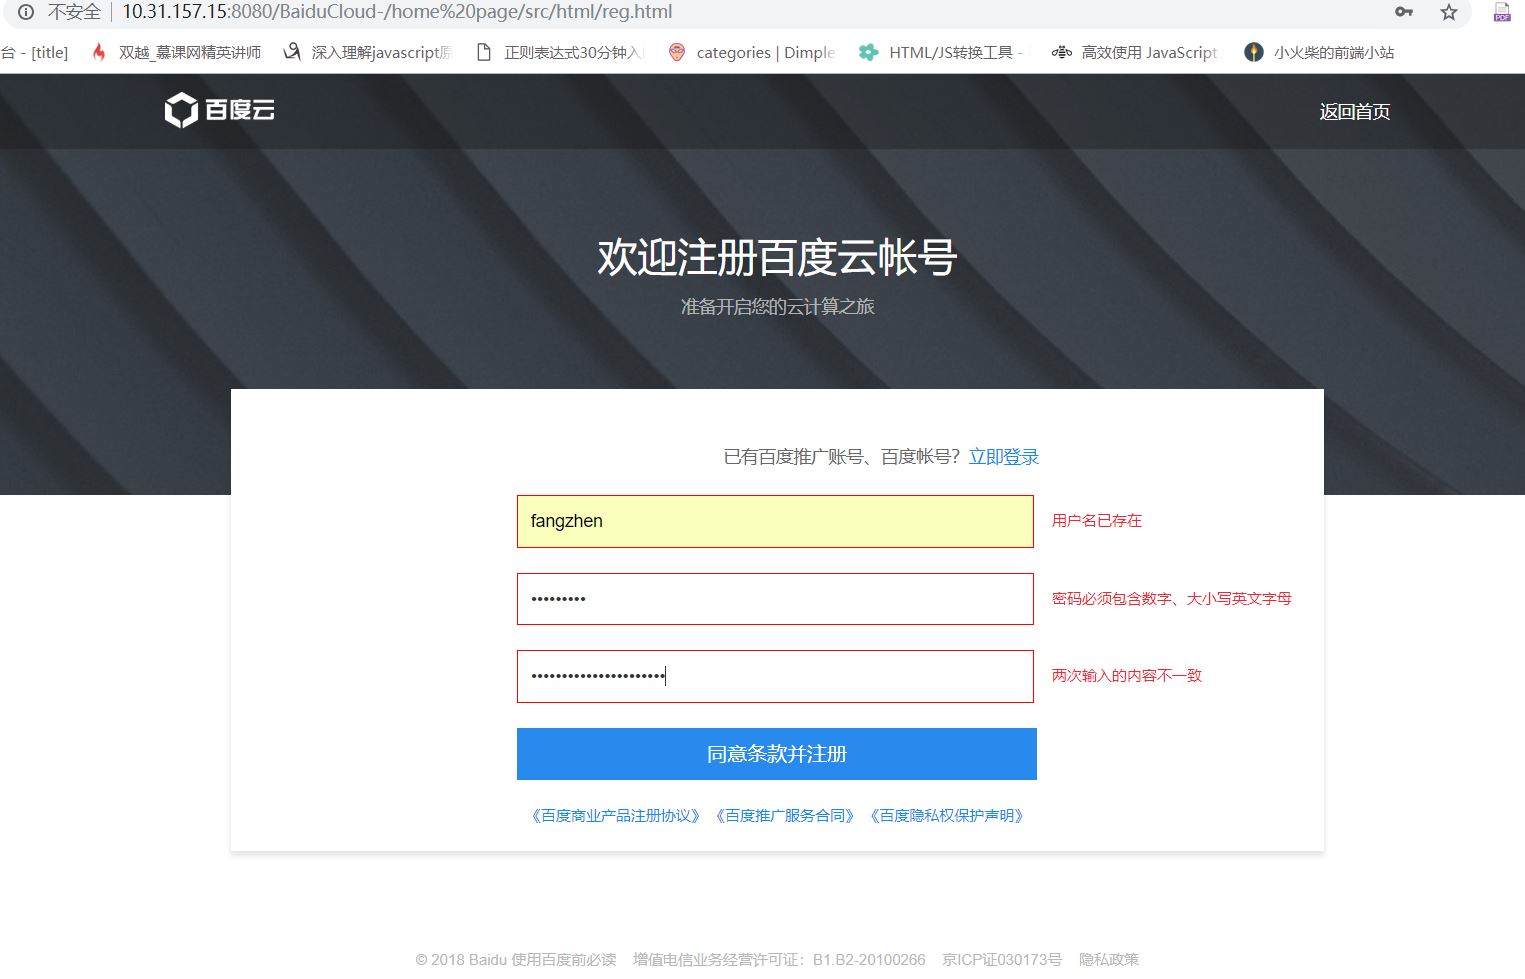 不安全 10.31.157.15:8080/BaiduCloud-/home%20page/src/html/reg.html
台 - [title] 双越_慕课网精英讲师 深入理解javascript原 正则表达式30分钟入 categories | Dimple HTML/JS转换工具 - 高效使用 JavaScript 小火柴的前端小站
百度云 返回首页
欢迎注册百度云帐号
准备开启您的云计算之旅
已有百度推广账号、百度帐号？立即登录
fangzhen 用户名已存在
密码必须包含数字、大小写英文字母
两次输入的内容不一致
同意条款并注册
《百度商业产品注册协议》 《百度推广服务合同》 《百度隐私权保护声明》
© 2018 Baidu 使用百度前必读 增值电信业务经营许可证：B1.B2-20100266 京ICP证030173号 隐私政策